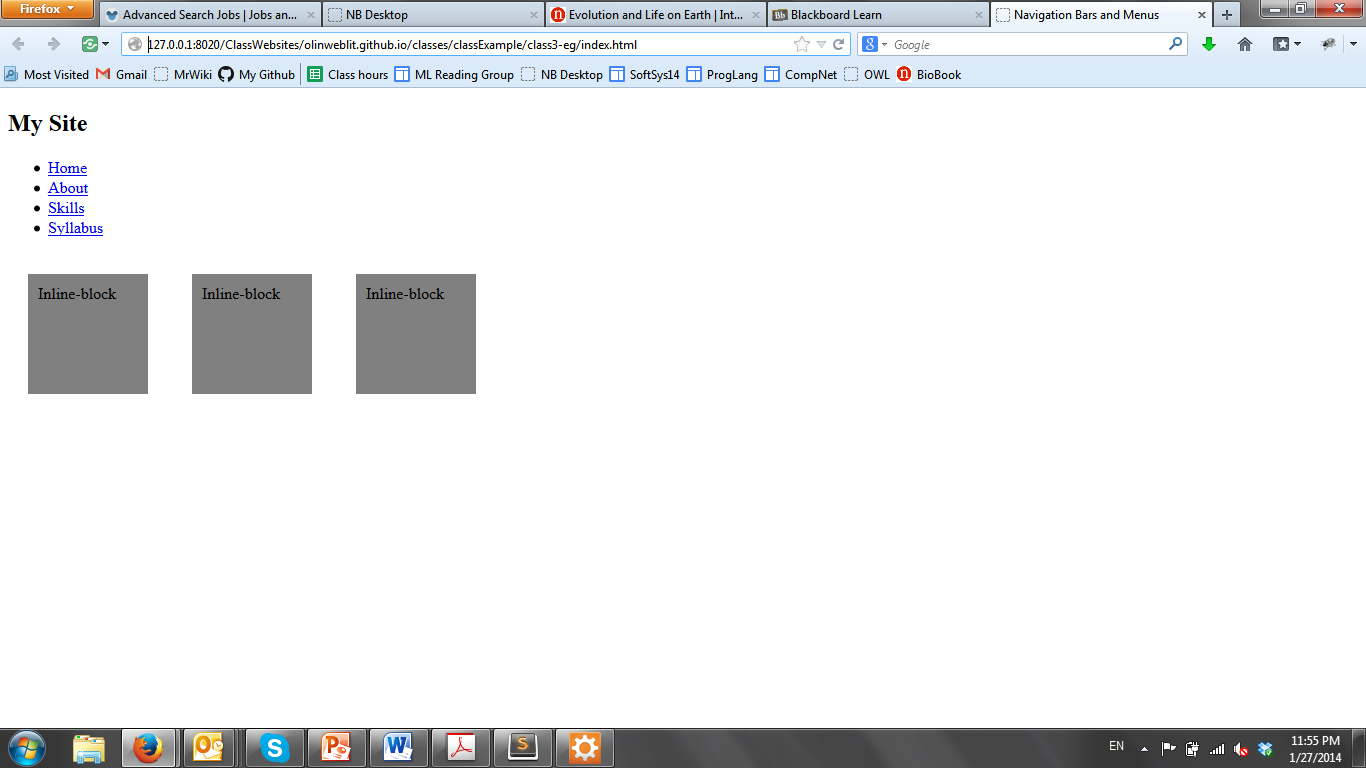 Firefox
Advanced Search Jobs | Jobs an...
NB Desktop
Evolution and Life on Earth | Int...
Bb Blackboard Learn
Navigation Bars and Menus
127.0.0.1:8020/ClassWebsites/olinweblit.github.io/classes/classExample/class3-eg/index.html
Google
Most Visited Gmail MrWiki My Github Class hours ML Reading Group NB Desktop SoftSys14 ProgLang CompNet OWL BioBook
My Site
Home
About
Skills
Syllabus
Inline-block Inline-block Inline-block
EN
11:55 PM
1/27/2014